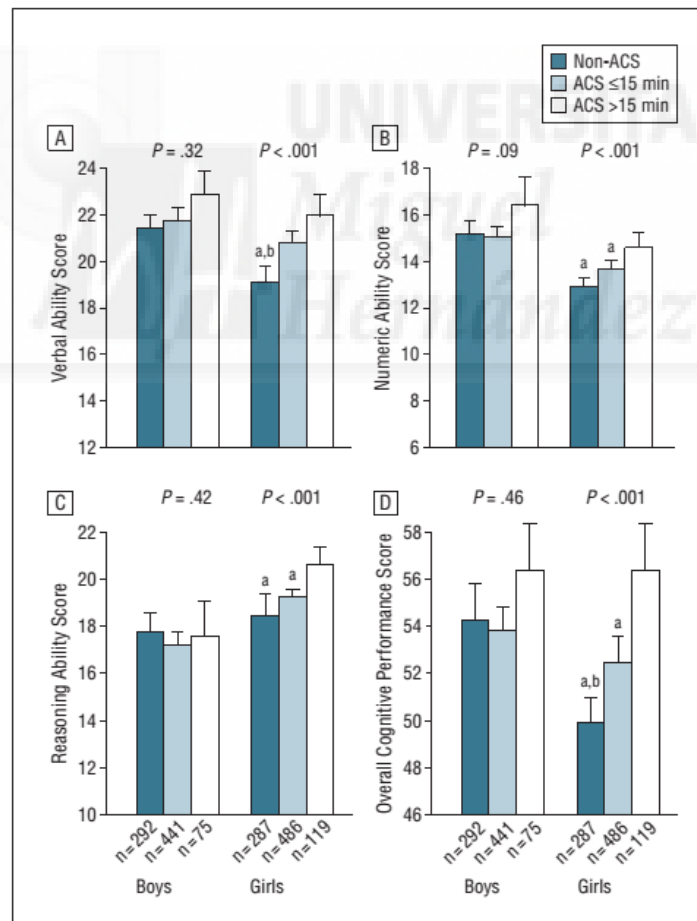 UNIVERSITA
Miguel
Hernández
Non-ACS
ACS ≤15 min
ACS >15 min
A
P = .32
P < .001
24
22
20
18
16
14
12
Verbal Ability Score
a,b
B
P = .09
P < .001
18
16
14
12
10
8
6
Numeric Ability Score
a
a
C
P = .42
P < .001
22
20
18
16
14
12
10
Reasoning Ability Score
a
a
n=292
n=441
n=75
n=287
n=486
n=119
Boys
Girls
D
P = .46
P < .001
58
56
54
52
50
48
46
Overall Cognitive Performance Score
a,b
a
n=292
n=441
n=75
n=287
n=486
n=119
Boys
Girls